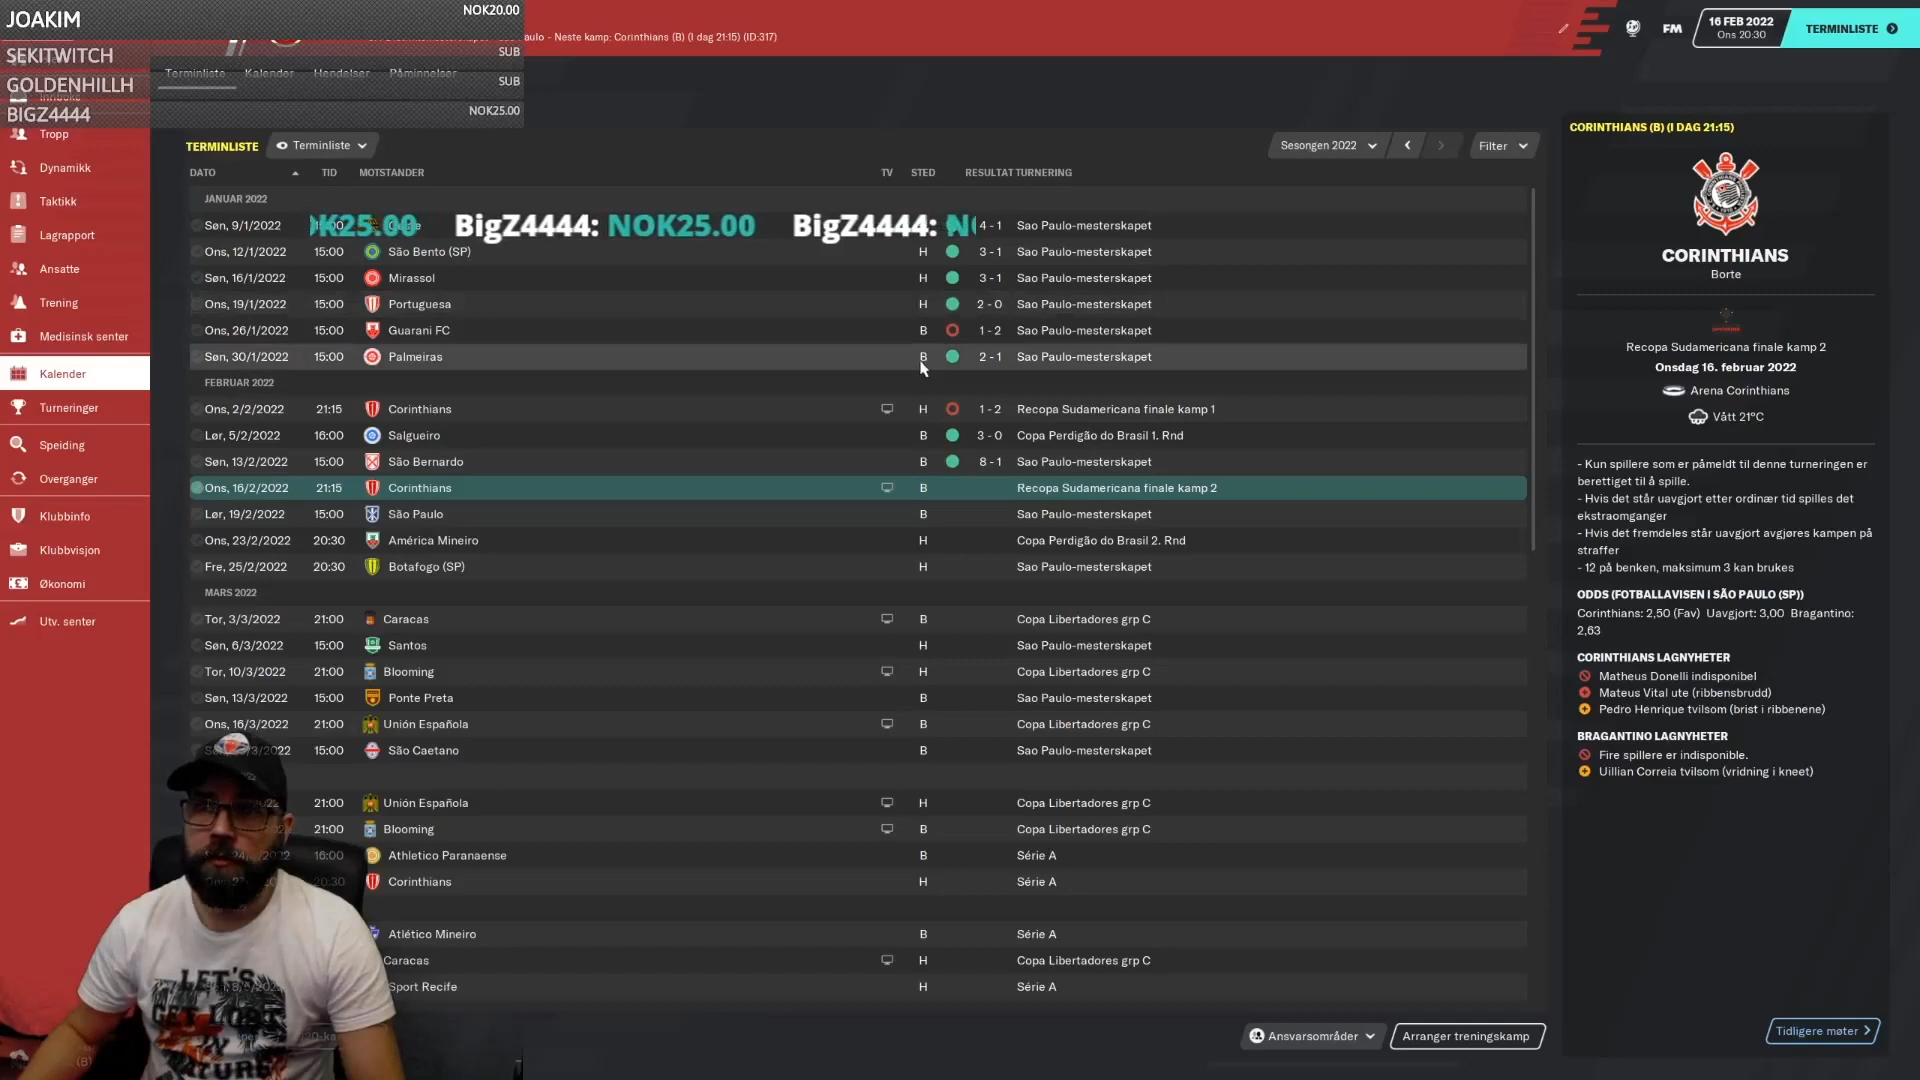 JOAKIM NOK20.00
SEKITWITCH SUB
GOLDENHILLH SUB
BIGZ4444 NOK25.00
aulo - Neste kamp: Corinthians (B) (I dag 21:15) (ID:317)
FM
16 FEB 2022
Ons 20:30
TERMINLISTE
Terminliste Kalender Hendelser Påminnelser
Tropp
Dynamikk
Taktikk
Lagrapport
Ansatte
Trening
Medisinsk senter
Kalender
Turneringer
Speiding
Overganger
Klubbinfo
Klubbvisjon
Økonomi
Utv. senter
TERMINLISTE Terminliste
Sesongen 2022 Filter
DATO TID MOTSTANDER TV STED RESULTAT TURNERING
JANUAR 2022
Søn, 9/1/2022 4 - 1 Sao Paulo-mesterskapet
K25.00 BigZ4444: NOK25.00 BigZ4444:
Ons, 12/1/2022 15:00 São Bento (SP) H 3 - 1 Sao Paulo-mesterskapet
Søn, 16/1/2022 15:00 Mirassol H 3 - 1 Sao Paulo-mesterskapet
Ons, 19/1/2022 15:00 Portuguesa H 2 - 0 Sao Paulo-mesterskapet
Ons, 26/1/2022 15:00 Guarani FC B 1 - 2 Sao Paulo-mesterskapet
Søn, 30/1/2022 15:00 Palmeiras B 2 - 1 Sao Paulo-mesterskapet
FEBRUAR 2022
Ons, 2/2/2022 21:15 Corinthians H 1 - 2 Recopa Sudamericana finale kamp 1
Lør, 5/2/2022 16:00 Salgueiro B 3 - 0 Copa Perdigão do Brasil 1. Rnd
Søn, 13/2/2022 15:00 São Bernardo B 8 - 1 Sao Paulo-mesterskapet
Ons, 16/2/2022 21:15 Corinthians B Recopa Sudamericana finale kamp 2
Lør, 19/2/2022 15:00 São Paulo B Sao Paulo-mesterskapet
Ons, 23/2/2022 20:30 América Mineiro H Copa Perdigão do Brasil 2. Rnd
Fre, 25/2/2022 20:30 Botafogo (SP) H Sao Paulo-mesterskapet
MARS 2022
Tor, 3/3/2022 21:00 Caracas B Copa Libertadores grp C
Søn, 6/3/2022 15:00 Santos H Sao Paulo-mesterskapet
Tor, 10/3/2022 21:00 Blooming H Copa Libertadores grp C
Søn, 13/3/2022 15:00 Ponte Preta B Sao Paulo-mesterskapet
Ons, 16/3/2022 21:00 Unión Española B Copa Libertadores grp C
15:00 São Caetano B Sao Paulo-mesterskapet
21:00 Unión Española H Copa Libertadores grp C
21:00 Blooming B Copa Libertadores grp C
16:00 Athletico Paranaense B Série A
20:30 Corinthians H Série A
Atlético Mineiro B Série A
Caracas H Copa Libertadores grp C
Sport Recife H Série A
LET'S
GET LOST
NATURE
Ansvarsområder Arranger treningskamp
CORINTHIANS (B) (I DAG 21:15)
CORINTHIANS
Borte
Recopa Sudamericana finale kamp 2
Onsdag 16. februar 2022
Arena Corinthians
Vått 21°C
- Kun spillere som er påmeldt til denne turneringen er
berettiget til å spille.
- Hvis det står uavgjort etter ordinær tid spilles det
ekstraomganger
- Hvis det fremdeles står uavgjort avgjøres kampen på
straffer
- 12 på benken, maksimum 3 kan brukes
ODDS (FOTBALLAVISEN I SÃO PAULO (SP))
Corinthians: 2,50 (Fav) Uavgjort: 3,00 Bragantino:
2,63
CORINTHIANS LAGNYHETER
Matheus Donelli indisponibel
Mateus Vital ute (ribbensbrudd)
Pedro Henrique tvilsom (brist i ribbenene)
BRAGANTINO LAGNYHETER
Fire spillere er indisponible.
Uillian Correia tvilsom (vridning i kneet)
Tidligere møter